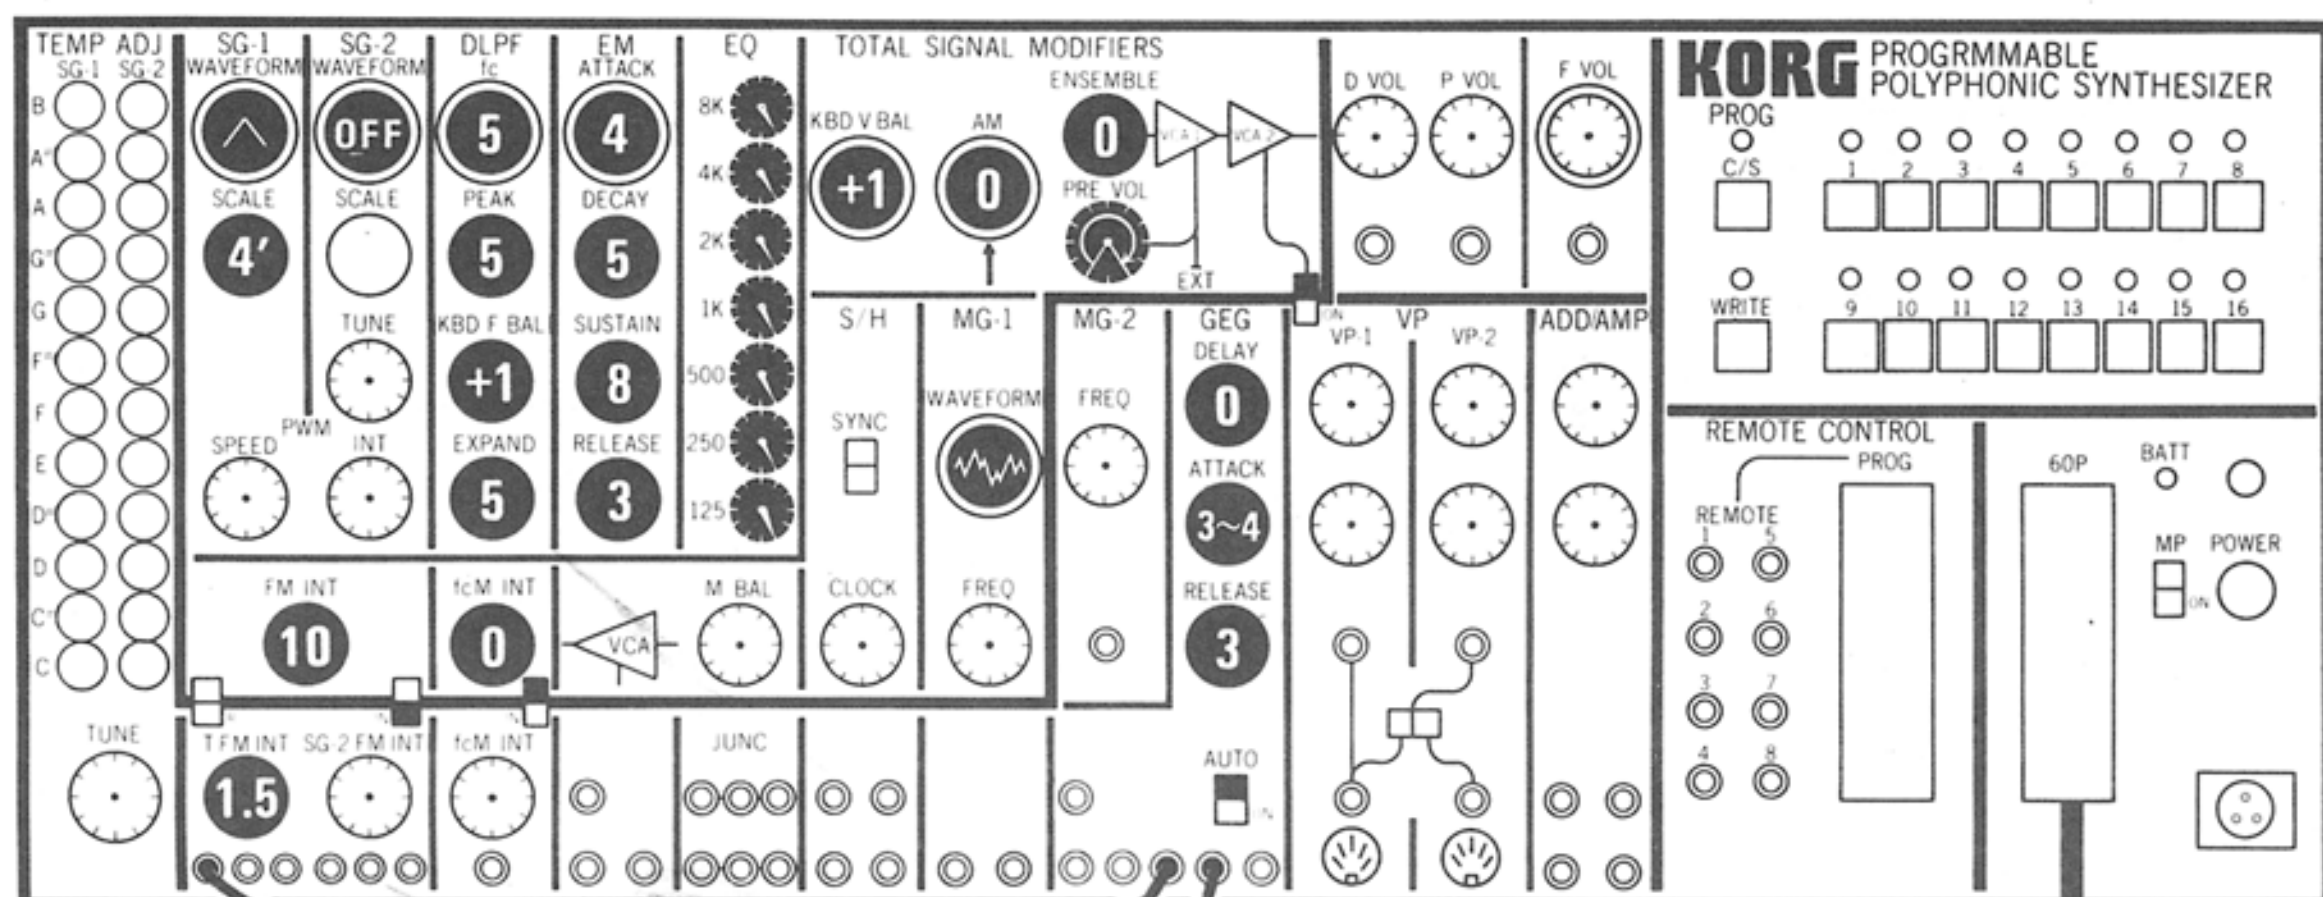 TEMP ADJ
SG-1 SG-2
B
A#
A
G#
G
F#
F
E
D#
D
C#
C
TUNE
SG-1
WAVEFORM
SCALE
4'
SPEED
PWM
SG-2
WAVEFORM
OFF
SCALE
TUNE
INT
DLPF
fc
5
PEAK
5
KBD F BAL
+1
EXPAND
5
EM
ATTACK
4
DECAY
5
SUSTAIN
8
RELEASE
3
EQ
8K
4K
2K
1K
500
250
125
FM INT
10
fcM INT
0
VCA
M BAL
T FM INT
1.5
SG-2 FM INT
fcM INT
JUNC
TOTAL SIGNAL MODIFIERS
KBD V BAL
+1
AM
0
ENSEMBLE
0
VCA 1
VCA 2
PRE VOL
EXT
ON
S/H
SYNC
CLOCK
MG-1
WAVEFORM
FREQ
MG-2
FREQ
GEG
DELAY
0
ATTACK
3~4
RELEASE
3
AUTO
D VOL
P VOL
F VOL
VP
VP-1
VP-2
ADD/AMP
KORG PROGRMMABLE
POLYPHONIC SYNTHESIZER
PROG
C/S
1 2 3 4 5 6 7 8
WRITE
9 10 11 12 13 14 15 16
REMOTE CONTROL
PROG
REMOTE
1 5
2 6
3 7
4 8
60P
BATT
MP
ON
POWER